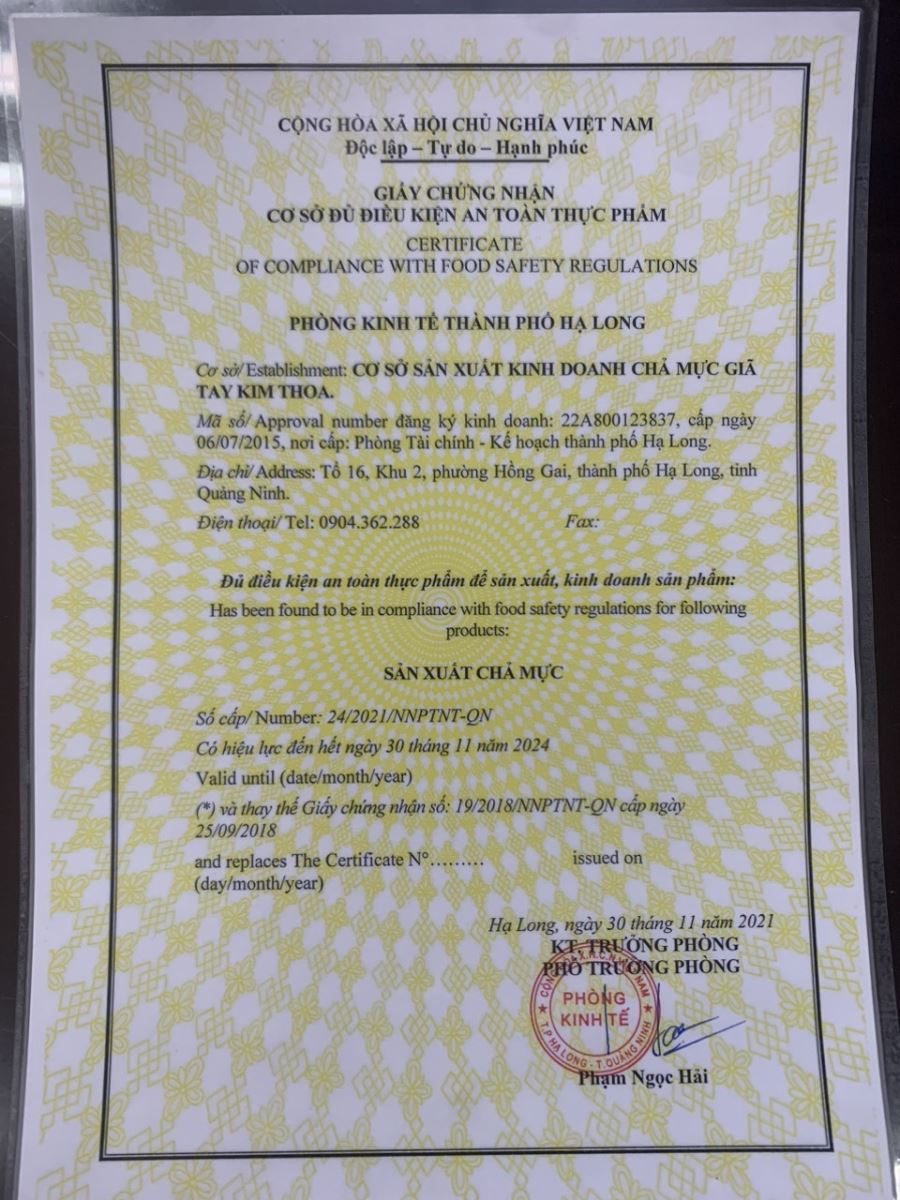 CỘNG HÒA XÃ HỘI CHỦ NGHĨA VIỆT NAM
Độc lập – Tự do – Hạnh phúc
GIẤY CHỨNG NHẬN
CƠ SỞ ĐỦ ĐIỀU KIỆN AN TOÀN THỰC PHẨM
CERTIFICATE
OF COMPLIANCE WITH FOOD SAFETY REGULATIONS
PHÒNG KINH TẾ THÀNH PHỐ HẠ LONG
Cơ sở/ Establishment: CƠ SỞ SẢN XUẤT KINH DOANH CHẢ MỰC GIÃ
TAY KIM THOA.
Mã số/ Approval number đăng ký kinh doanh: 22A800123837, cấp ngày
06/07/2015, nơi cấp: Phòng Tài chính - Kế hoạch thành phố Hạ Long.
Địa chỉ/ Address: Tổ 16, Khu 2, phường Hồng Gai, thành phố Hạ Long, tỉnh
Quảng Ninh.
Điện thoại/ Tel: 0904.362.288 Fax:
Đủ điều kiện an toàn thực phẩm để sản xuất, kinh doanh sản phẩm:
Has been found to be in compliance with food safety regulations for following
products:
SẢN XUẤT CHẢ MỰC
Số cấp/ Number: 24/2021/NNPTNT-QN
Có hiệu lực đến hết ngày 30 tháng 11 năm 2024
Valid until (date/month/year)
(*) và thay thế Giấy chứng nhận số: 19/2018/NNPTNT-QN cấp ngày
25/09/2018
and replaces The Certificate N°......... issued on
(day/month/year)
Hạ Long, ngày 30 tháng 11 năm 2021
KT. TRƯỞNG PHÒNG
PHÓ TRƯỞNG PHÒNG
CỘNG HÒA X.H.C.N VIỆT NAM
PHÒNG
KINH TẾ
T.P HẠ LONG - T.QUẢNG NINH
Phạm Ngọc Hải